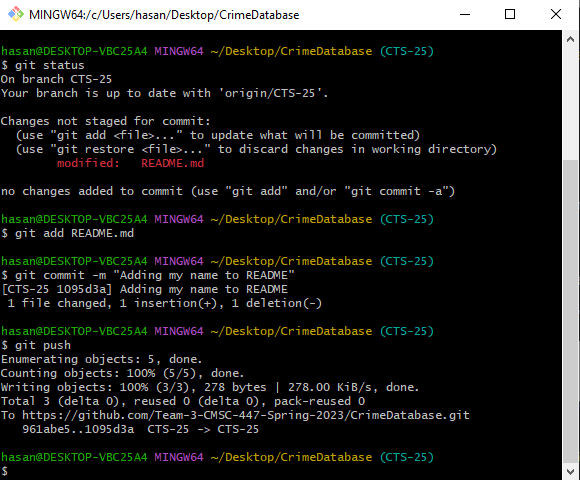 MINGW64:/c/Users/hasan/Desktop/CrimeDatabase
hasan@DESKTOP-VBC25A4 MINGW64 ~/Desktop/CrimeDatabase (CTS-25)
$ git status
On branch CTS-25
Your branch is up to date with 'origin/CTS-25'.

Changes not staged for commit:
  (use "git add <file>..." to update what will be committed)
  (use "git restore <file>..." to discard changes in working directory)
        modified:   README.md

no changes added to commit (use "git add" and/or "git commit -a")

hasan@DESKTOP-VBC25A4 MINGW64 ~/Desktop/CrimeDatabase (CTS-25)
$ git add README.md

hasan@DESKTOP-VBC25A4 MINGW64 ~/Desktop/CrimeDatabase (CTS-25)
$ git commit -m "Adding my name to README"
[CTS-25 1095d3a] Adding my name to README
 1 file changed, 1 insertion(+), 1 deletion(-)

hasan@DESKTOP-VBC25A4 MINGW64 ~/Desktop/CrimeDatabase (CTS-25)
$ git push
Enumerating objects: 5, done.
Counting objects: 100% (5/5), done.
Writing objects: 100% (3/3), 278 bytes | 278.00 KiB/s, done.
Total 3 (delta 0), reused 0 (delta 0), pack-reused 0
To https://github.com/Team-3-CMSC-447-Spring-2023/CrimeDatabase.git
   961abe5..1095d3a  CTS-25 -> CTS-25

hasan@DESKTOP-VBC25A4 MINGW64 ~/Desktop/CrimeDatabase (CTS-25)
$